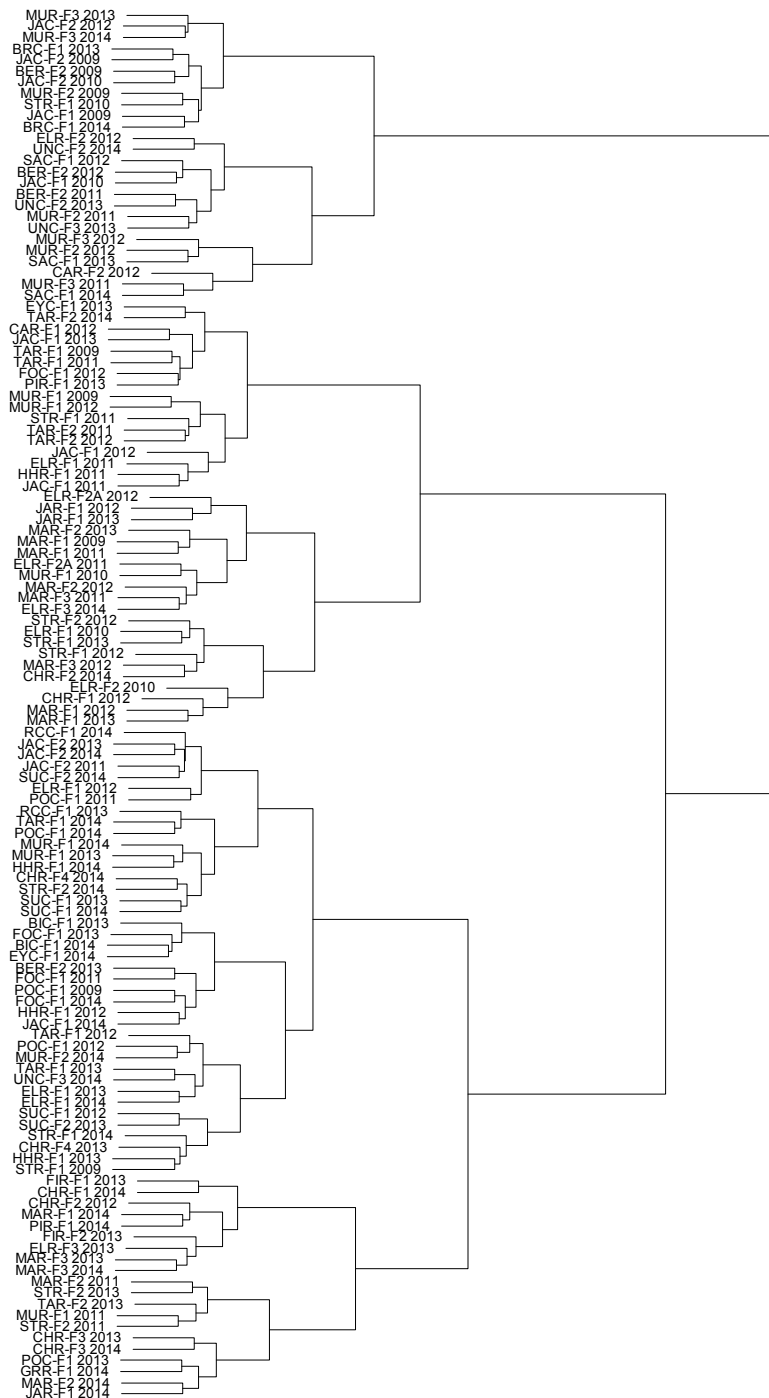 MUR-F3 2013
JAC-F2 2012
MUR-F3 2014
BRC-F1 2013
JAC-F2 2009
BER-F2 2009
JAC-F2 2010
MUR-F2 2009
STR-F1 2010
JAC-F1 2009
BRC-F1 2014
ELR-F2 2012
UNC-F2 2014
SAC-F1 2012
BER-F2 2012
JAC-F1 2010
BER-F2 2011
UNC-F2 2013
MUR-F2 2011
UNC-F3 2013
MUR-F3 2012
MUR-F2 2012
SAC-F1 2013
CAR-F2 2012
MUR-F3 2011
SAC-F1 2014
EYC-F1 2013
TAR-F2 2014
CAR-F1 2012
JAC-F1 2013
TAR-F1 2009
TAR-F1 2011
FOC-F1 2012
PIR-F1 2013
MUR-F1 2009
MUR-F1 2012
STR-F1 2011
TAR-F2 2011
TAR-F2 2012
JAC-F1 2012
ELR-F1 2011
HHR-F1 2011
JAC-F1 2011
ELR-F2A 2012
JAR-F1 2012
JAR-F1 2013
MAR-F2 2013
MAR-F1 2009
MAR-F1 2011
ELR-F2A 2011
MUR-F1 2010
MAR-F2 2012
MAR-F3 2011
ELR-F3 2014
STR-F2 2012
ELR-F1 2010
STR-F1 2013
STR-F1 2012
MAR-F3 2012
CHR-F2 2014
ELR-F2 2010
CHR-F1 2012
MAR-F1 2012
MAR-F1 2013
RCC-F1 2014
JAC-F2 2013
JAC-F2 2014
JAC-F2 2011
SUC-F2 2014
ELR-F1 2012
POC-F1 2011
RCC-F1 2013
TAR-F1 2014
POC-F1 2014
MUR-F1 2014
MUR-F1 2013
HHR-F1 2014
CHR-F4 2014
STR-F2 2014
SUC-F1 2013
SUC-F1 2014
BIC-F1 2013
FOC-F1 2013
BIC-F1 2014
EYC-F1 2014
BER-F2 2013
FOC-F1 2011
POC-F1 2009
FOC-F1 2014
HHR-F1 2012
JAC-F1 2014
TAR-F1 2012
POC-F1 2012
MUR-F2 2014
TAR-F1 2013
UNC-F3 2014
ELR-F1 2013
ELR-F1 2014
SUC-F1 2012
SUC-F2 2013
STR-F1 2014
CHR-F4 2013
HHR-F1 2013
STR-F1 2009
FIR-F1 2013
CHR-F1 2014
CHR-F2 2012
MAR-F1 2014
PIR-F1 2014
FIR-F2 2013
ELR-F3 2013
MAR-F3 2013
MAR-F3 2014
MAR-F2 2011
STR-F2 2013
TAR-F2 2013
MUR-F1 2011
STR-F2 2011
CHR-F3 2013
CHR-F3 2014
POC-F1 2013
GRR-F1 2014
MAR-F2 2014
JAR-F1 2014